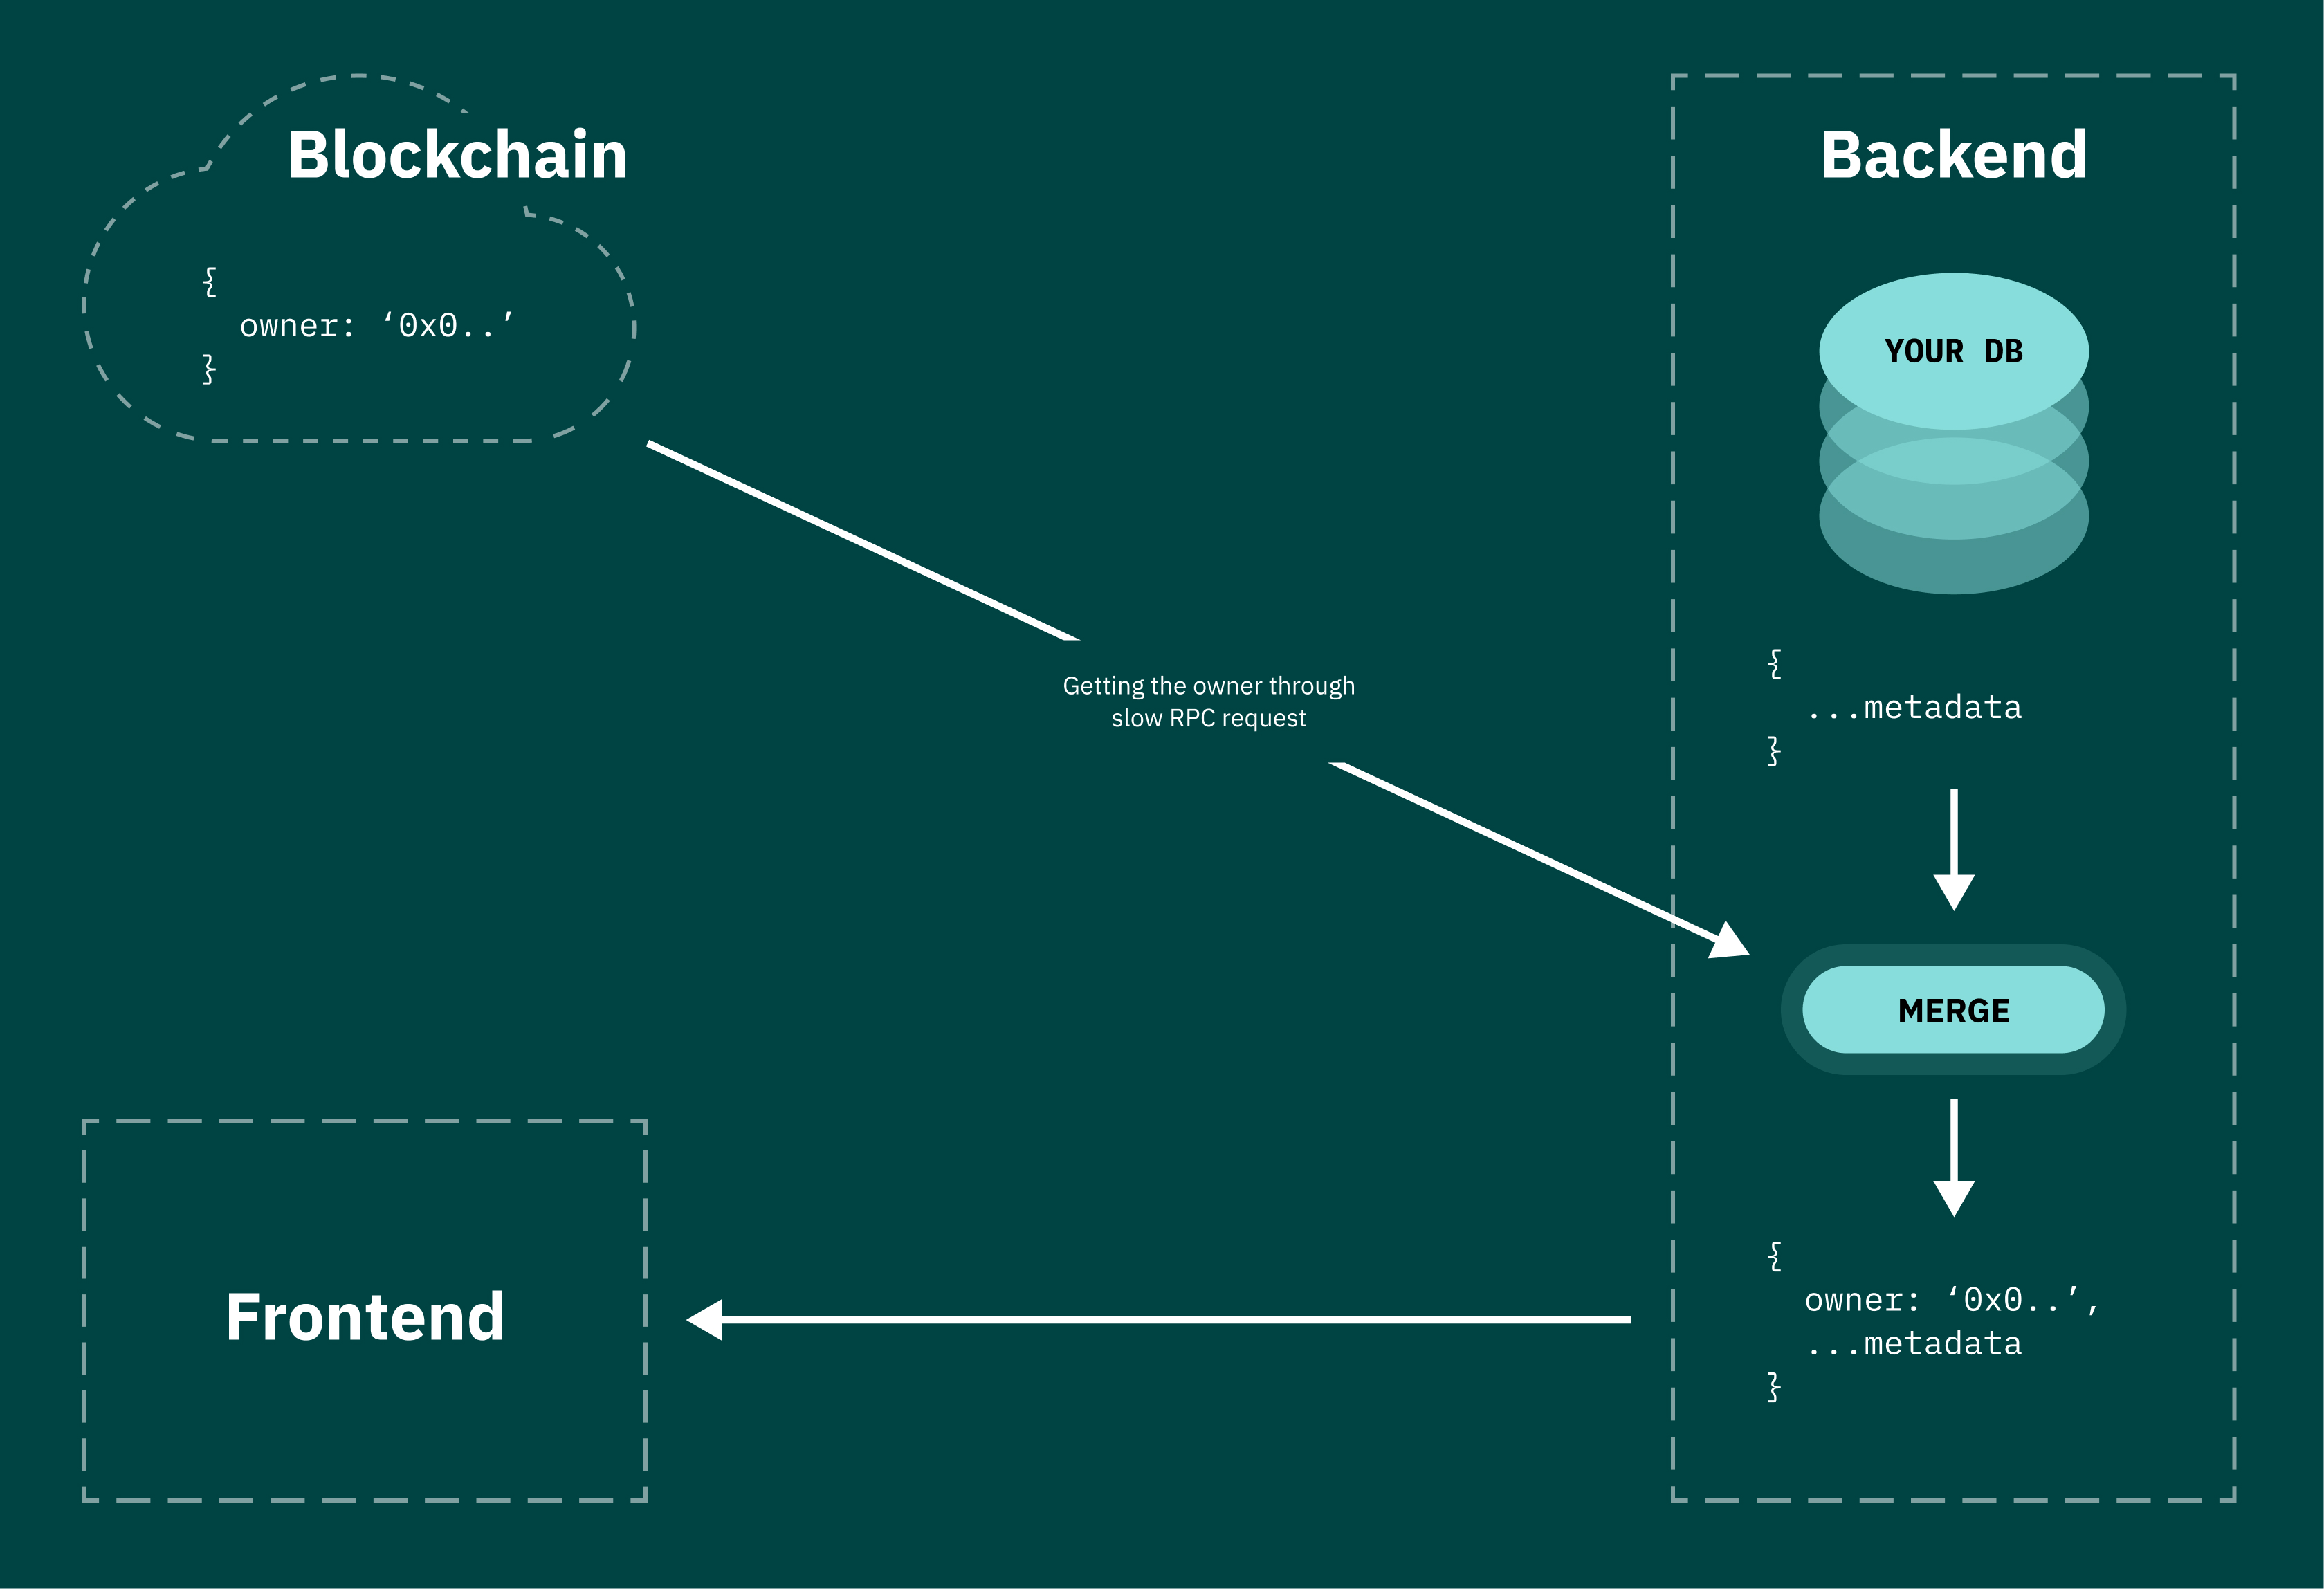 Blockchain
{
owner: ‘0x0..’
}
Getting the owner through
slow RPC request
Backend
YOUR DB
{
...metadata
}
MERGE
{
owner: ‘0x0..’,
...metadata
}
Frontend